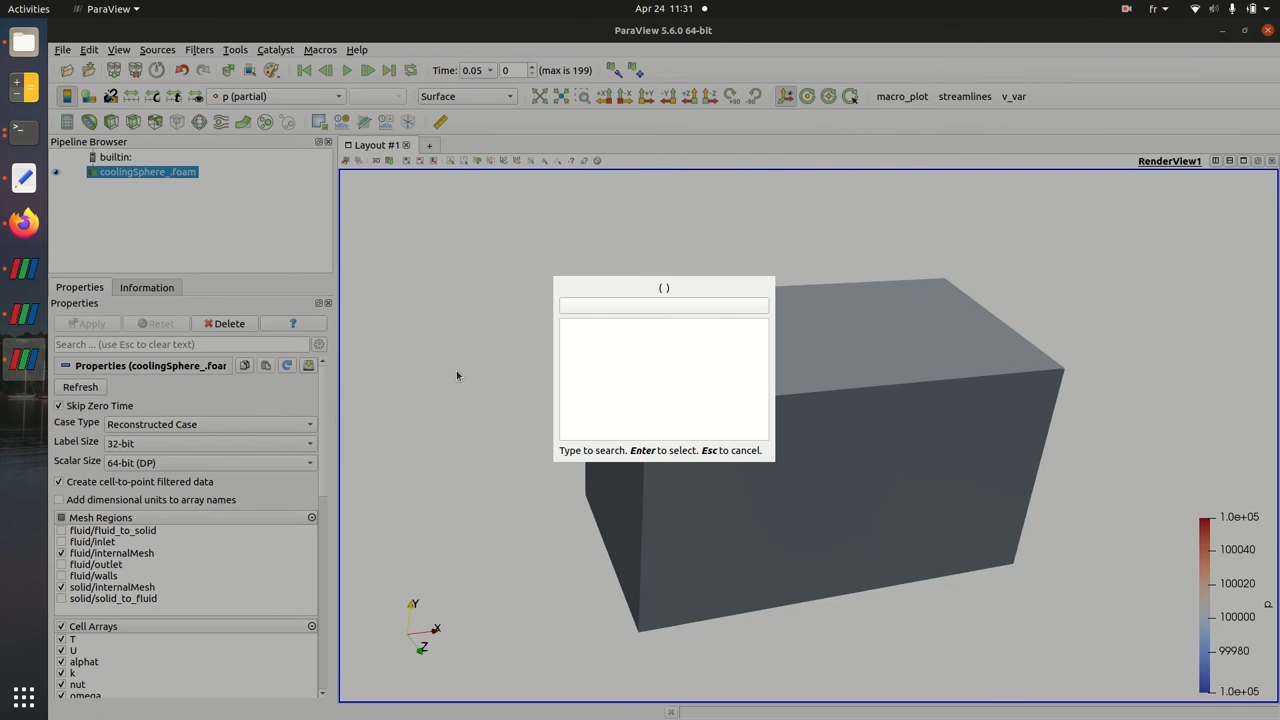 Activities
ParaView
Apr 24 11:31
fr
ParaView 5.6.0 64-bit
File Edit View Sources Filters Tools Catalyst Macros Help
Time: 0.05 0 (max is 199)
p (partial)
Surface
macro_plot streamlines v_var
Pipeline Browser
builtin:
coolingSphere_.foam
Layout #1
+
3D
RenderView1
Properties Information
Properties
Apply
Reset
Delete
?
Search ... (use Esc to clear text)
Properties (coolingSphere_.foar
Refresh
Skip Zero Time
Case Type Reconstructed Case
Label Size 32-bit
Scalar Size 64-bit (DP)
Create cell-to-point filtered data
Add dimensional units to array names
Mesh Regions
fluid/fluid_to_solid
fluid/inlet
fluid/internalMesh
fluid/outlet
fluid/walls
solid/internalMesh
solid/solid_to_fluid
Cell Arrays
T
U
alphat
k
nut
omega
( )
Type to search. Enter to select. Esc to cancel.
Y
X
Z
1.0e+05
100040
100020
100000
99980
1.0e+05
p